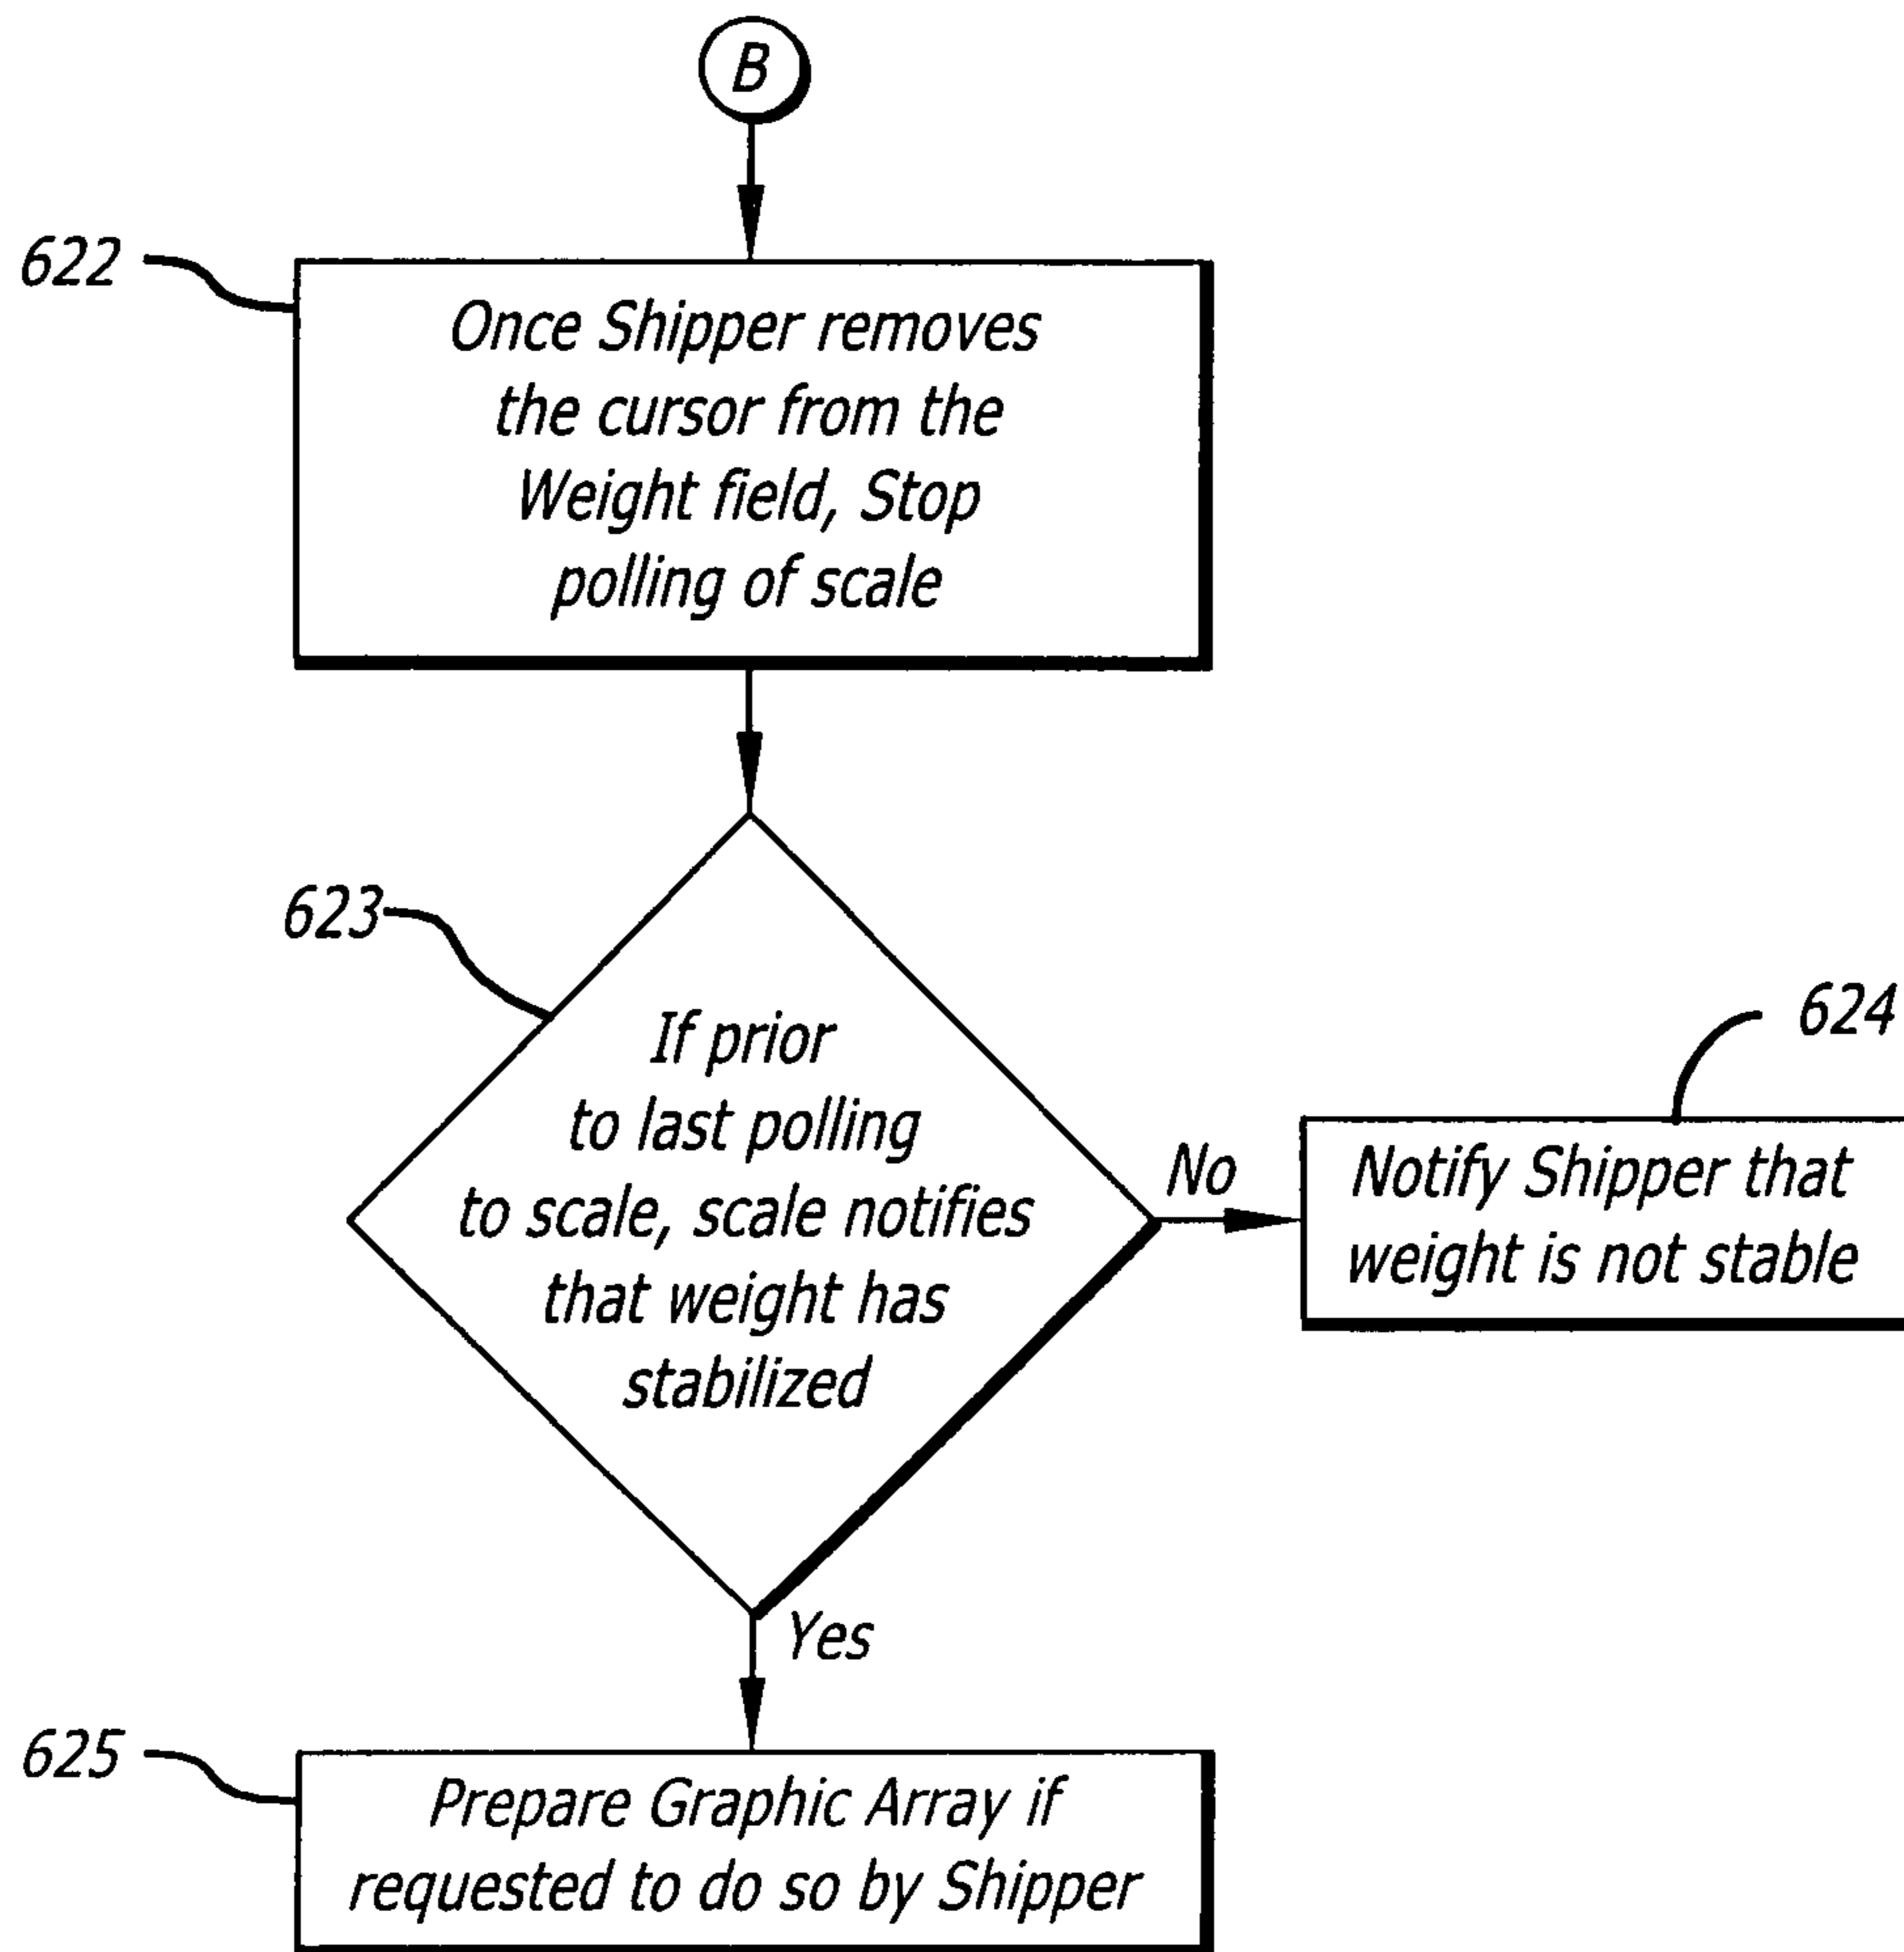 B
622
Once Shipper removes
the cursor from the
Weight field, Stop
polling of scale
623
If prior
to last polling
to scale, scale notifies
that weight has
stabilized
No
624
Notify Shipper that
weight is not stable
Yes
625
Prepare Graphic Array if
requested to do so by Shipper